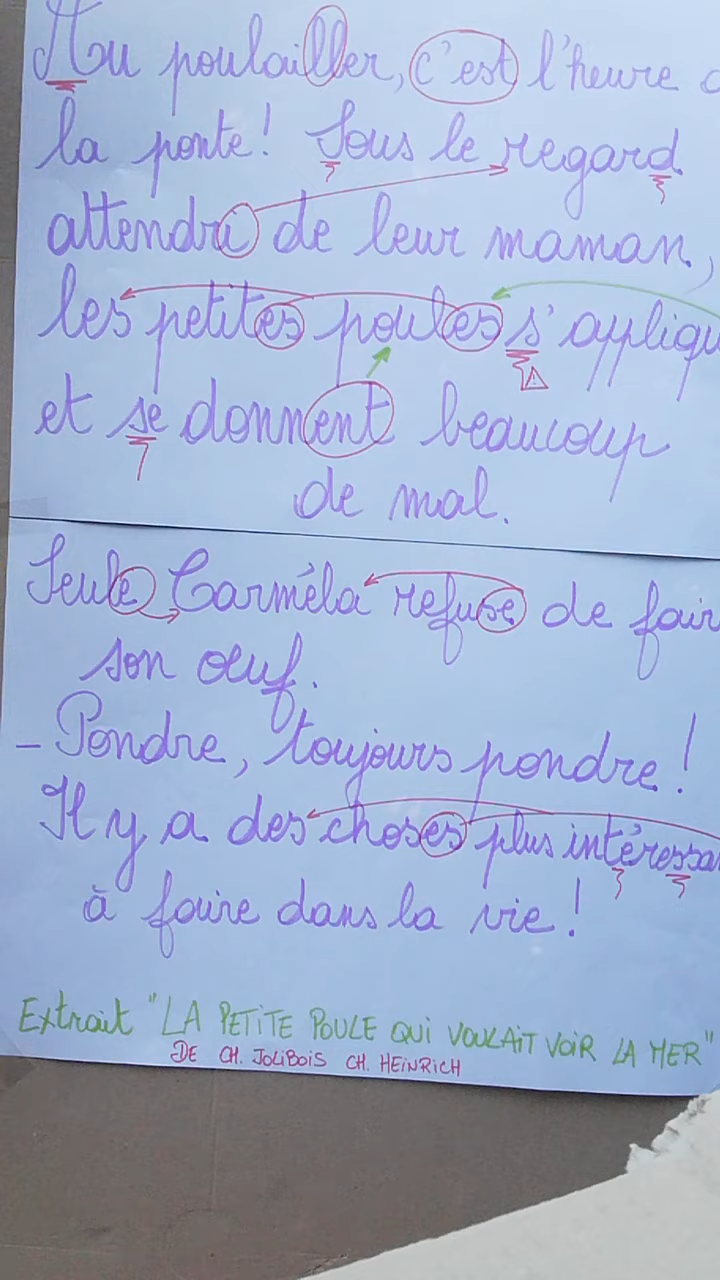 Au poulailler, c'est l'heure
la ponte! Sous le regard
attendri de leur maman,
les petites poules s'appliqu
et se donnent beaucoup
de mal.
Seule Carméla refuse de fair
son œuf.
- Pondre, toujours pondre!
Il y a des choses plus intéressa
à faire dans la vie!
Extrait "LA PETITE POULE QUI VOULAIT VOIR LA MER"
DE CH. JOLIBOIS CH. HEINRICH